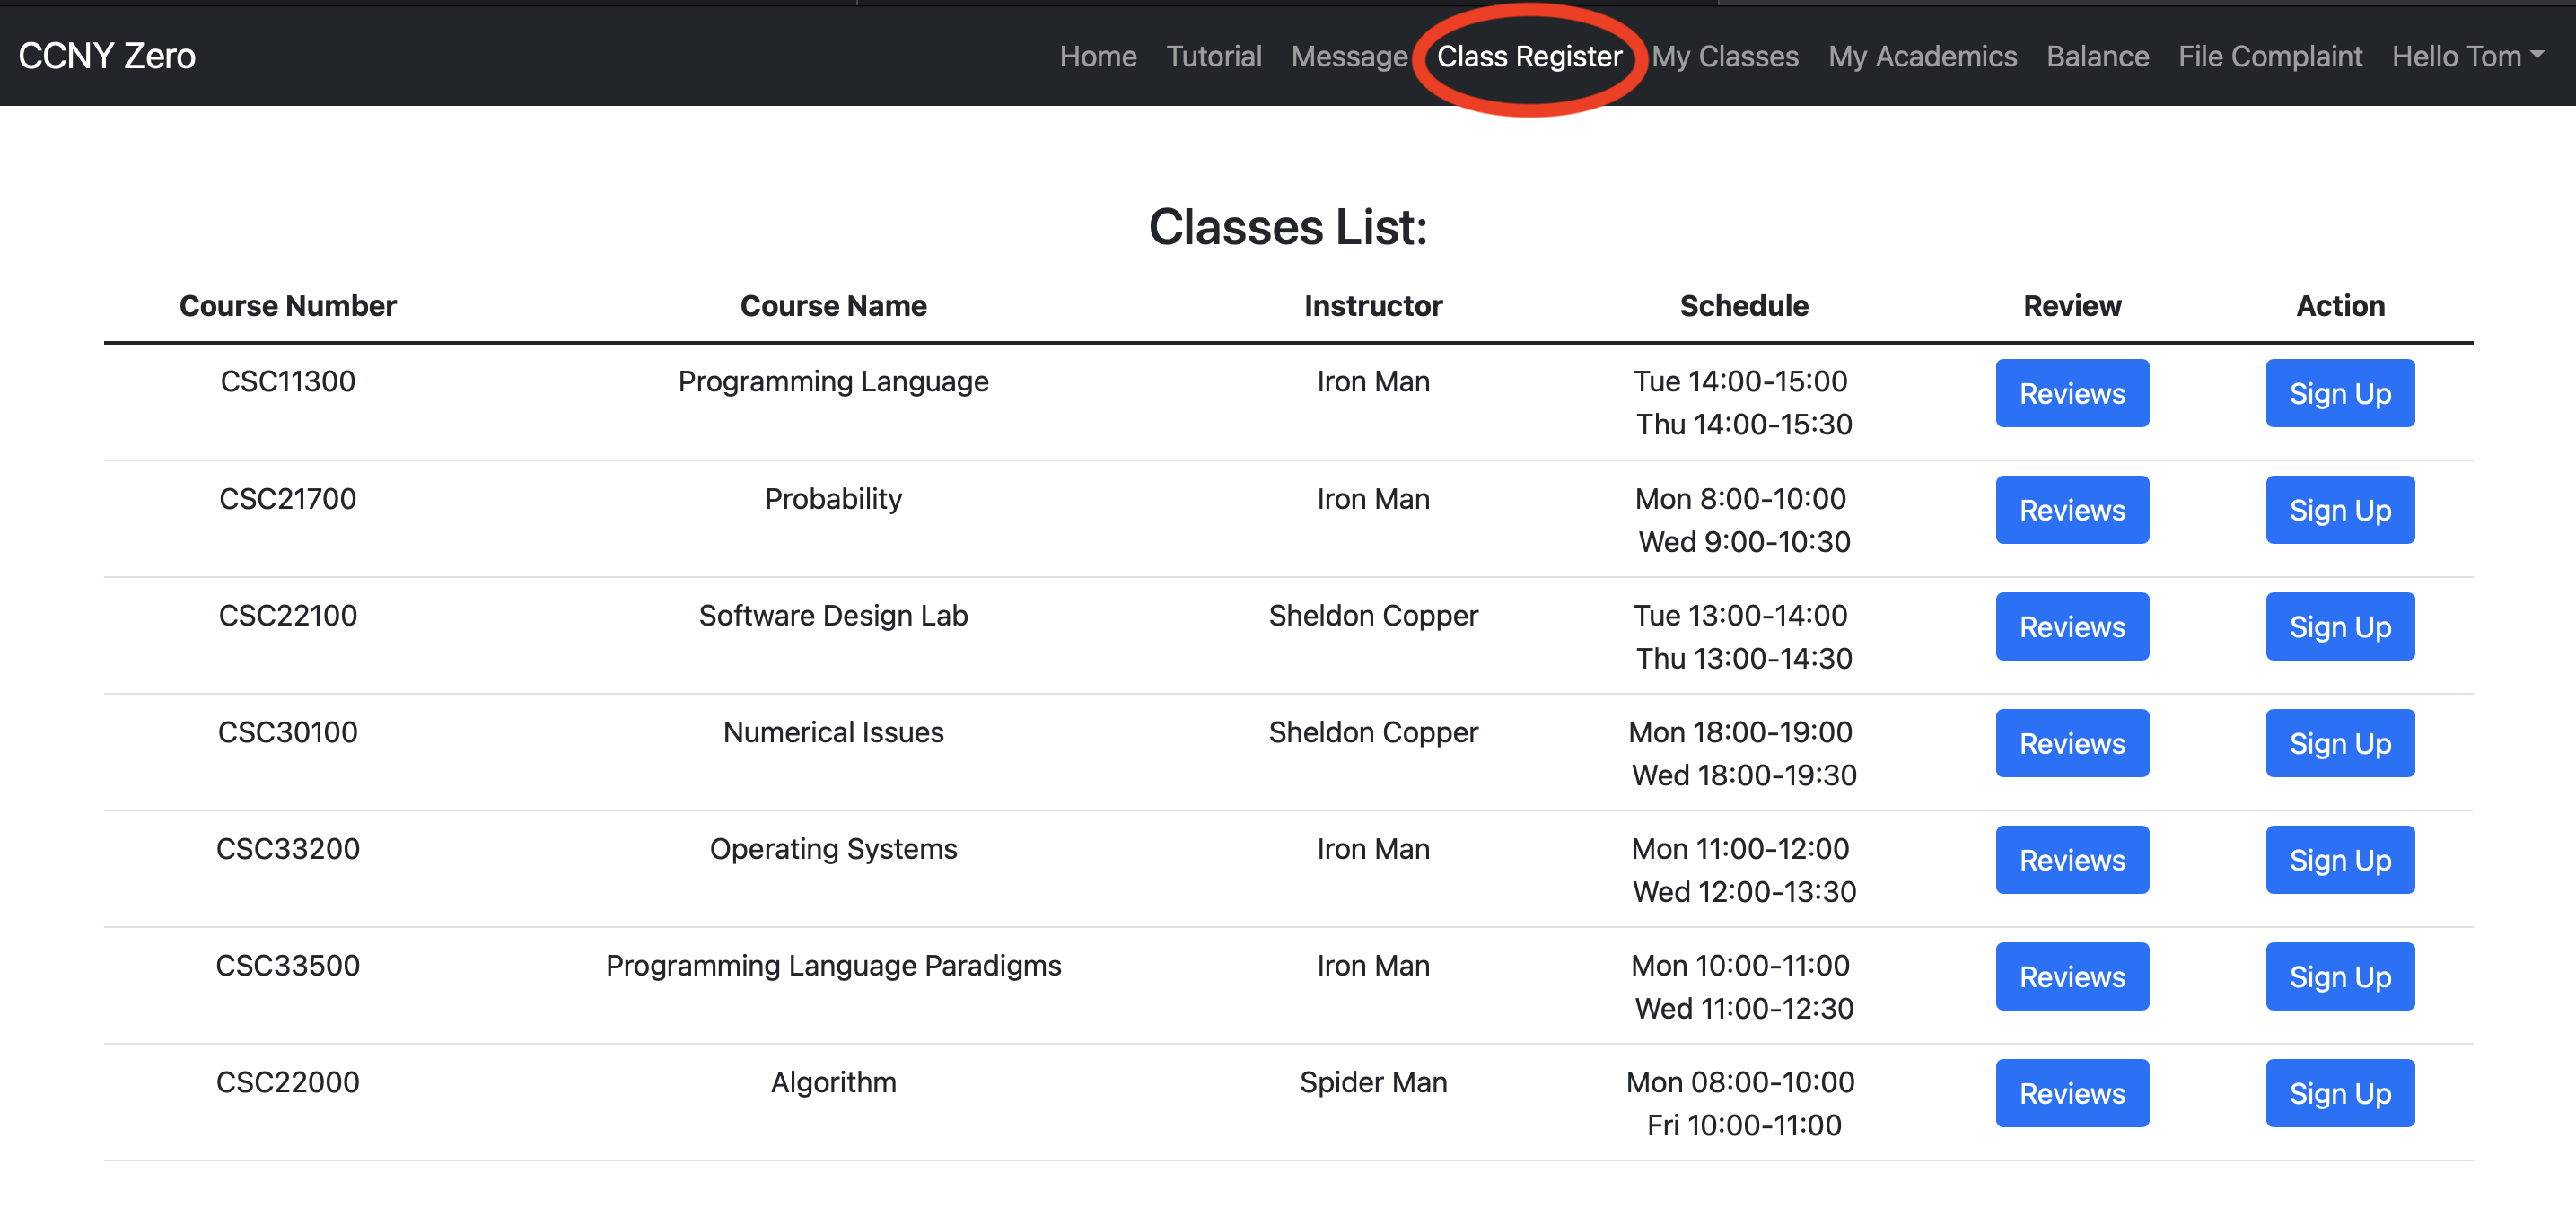 CCNY Zero Home Tutorial Message Class Register My Classes My Academics Balance File Complaint Hello Tom
Classes List:
Course Number Course Name Instructor Schedule Review Action
CSC11300 Programming Language Iron Man Tue 14:00-15:00 Reviews Sign Up
Thu 14:00-15:30
CSC21700 Probability Iron Man Mon 8:00-10:00 Reviews Sign Up
Wed 9:00-10:30
CSC22100 Software Design Lab Sheldon Copper Tue 13:00-14:00 Reviews Sign Up
Thu 13:00-14:30
CSC30100 Numerical Issues Sheldon Copper Mon 18:00-19:00 Reviews Sign Up
Wed 18:00-19:30
CSC33200 Operating Systems Iron Man Mon 11:00-12:00 Reviews Sign Up
Wed 12:00-13:30
CSC33500 Programming Language Paradigms Iron Man Mon 10:00-11:00 Reviews Sign Up
Wed 11:00-12:30
CSC22000 Algorithm Spider Man Mon 08:00-10:00 Reviews Sign Up
Fri 10:00-11:00